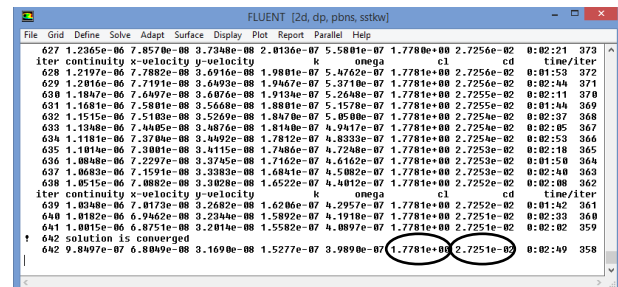 FLUENT [2d, dp, pbns, sstkw]
File Grid Define Solve Adapt Surface Display Plot Report Parallel Help
627 1.2365e-06 7.8570e-08 3.7348e-08 2.0136e-07 5.5801e-07 1.7780e+00 2.7256e-02 0:02:21 373
iter continuity x-velocity y-velocity k omega cl cd time/iter
628 1.2197e-06 7.7882e-08 3.6916e-08 1.9801e-07 5.4762e-07 1.7781e+00 2.7256e-02 0:01:53 372
629 1.2016e-06 7.7191e-08 3.6493e-08 1.9467e-07 5.3710e-07 1.7781e+00 2.7255e-02 0:02:44 371
630 1.1847e-06 7.6497e-08 3.6076e-08 1.9134e-07 5.2648e-07 1.7781e+00 2.7255e-02 0:02:11 370
631 1.1681e-06 7.5801e-08 3.5668e-08 1.8801e-07 5.1578e-07 1.7781e+00 2.7255e-02 0:01:44 369
632 1.1515e-06 7.5103e-08 3.5269e-08 1.8470e-07 5.0500e-07 1.7781e+00 2.7254e-02 0:02:37 368
633 1.1348e-06 7.4405e-08 3.4876e-08 1.8140e-07 4.9417e-07 1.7781e+00 2.7254e-02 0:02:05 367
634 1.1181e-06 7.3704e-08 3.4492e-08 1.7812e-07 4.8333e-07 1.7781e+00 2.7254e-02 0:02:53 366
635 1.1014e-06 7.3001e-08 3.4115e-08 1.7486e-07 4.7248e-07 1.7781e+00 2.7253e-02 0:02:18 365
636 1.0848e-06 7.2297e-08 3.3745e-08 1.7162e-07 4.6162e-07 1.7781e+00 2.7253e-02 0:01:50 364
637 1.0683e-06 7.1591e-08 3.3383e-08 1.6841e-07 4.5082e-07 1.7781e+00 2.7253e-02 0:02:40 363
638 1.0515e-06 7.0882e-08 3.3028e-08 1.6522e-07 4.4012e-07 1.7781e+00 2.7252e-02 0:02:08 362
iter continuity x-velocity y-velocity k omega cl cd time/iter
639 1.0348e-06 7.0173e-08 3.2682e-08 1.6206e-07 4.2957e-07 1.7781e+00 2.7252e-02 0:01:42 361
640 1.0182e-06 6.9462e-08 3.2344e-08 1.5892e-07 4.1918e-07 1.7781e+00 2.7252e-02 0:02:33 360
641 1.0015e-06 6.8751e-08 3.2014e-08 1.5582e-07 4.0897e-07 1.7781e+00 2.7251e-02 0:02:02 359
! 642 solution is converged
642 9.8497e-07 6.8049e-08 3.1690e-08 1.5277e-07 3.9890e-07 1.7781e+00 2.7251e-02 0:02:49 358